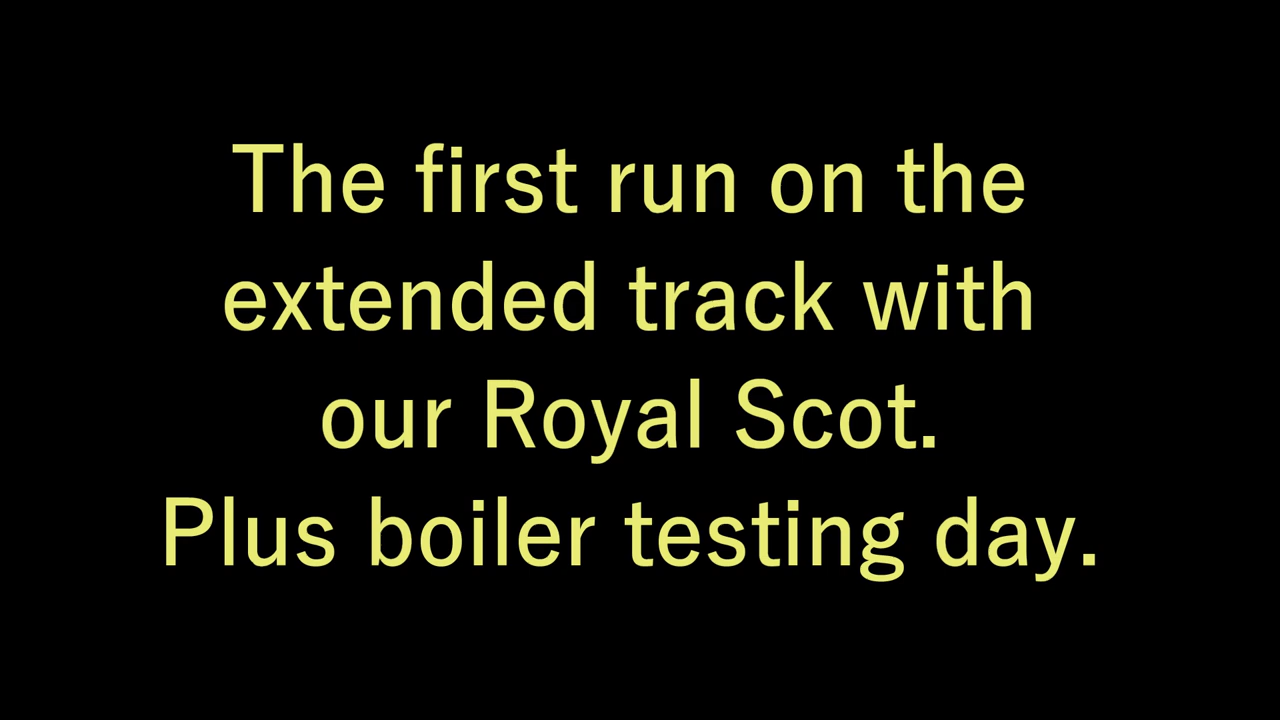 The first run on the
extended track with
our Royal Scot.
Plus boiler testing day.